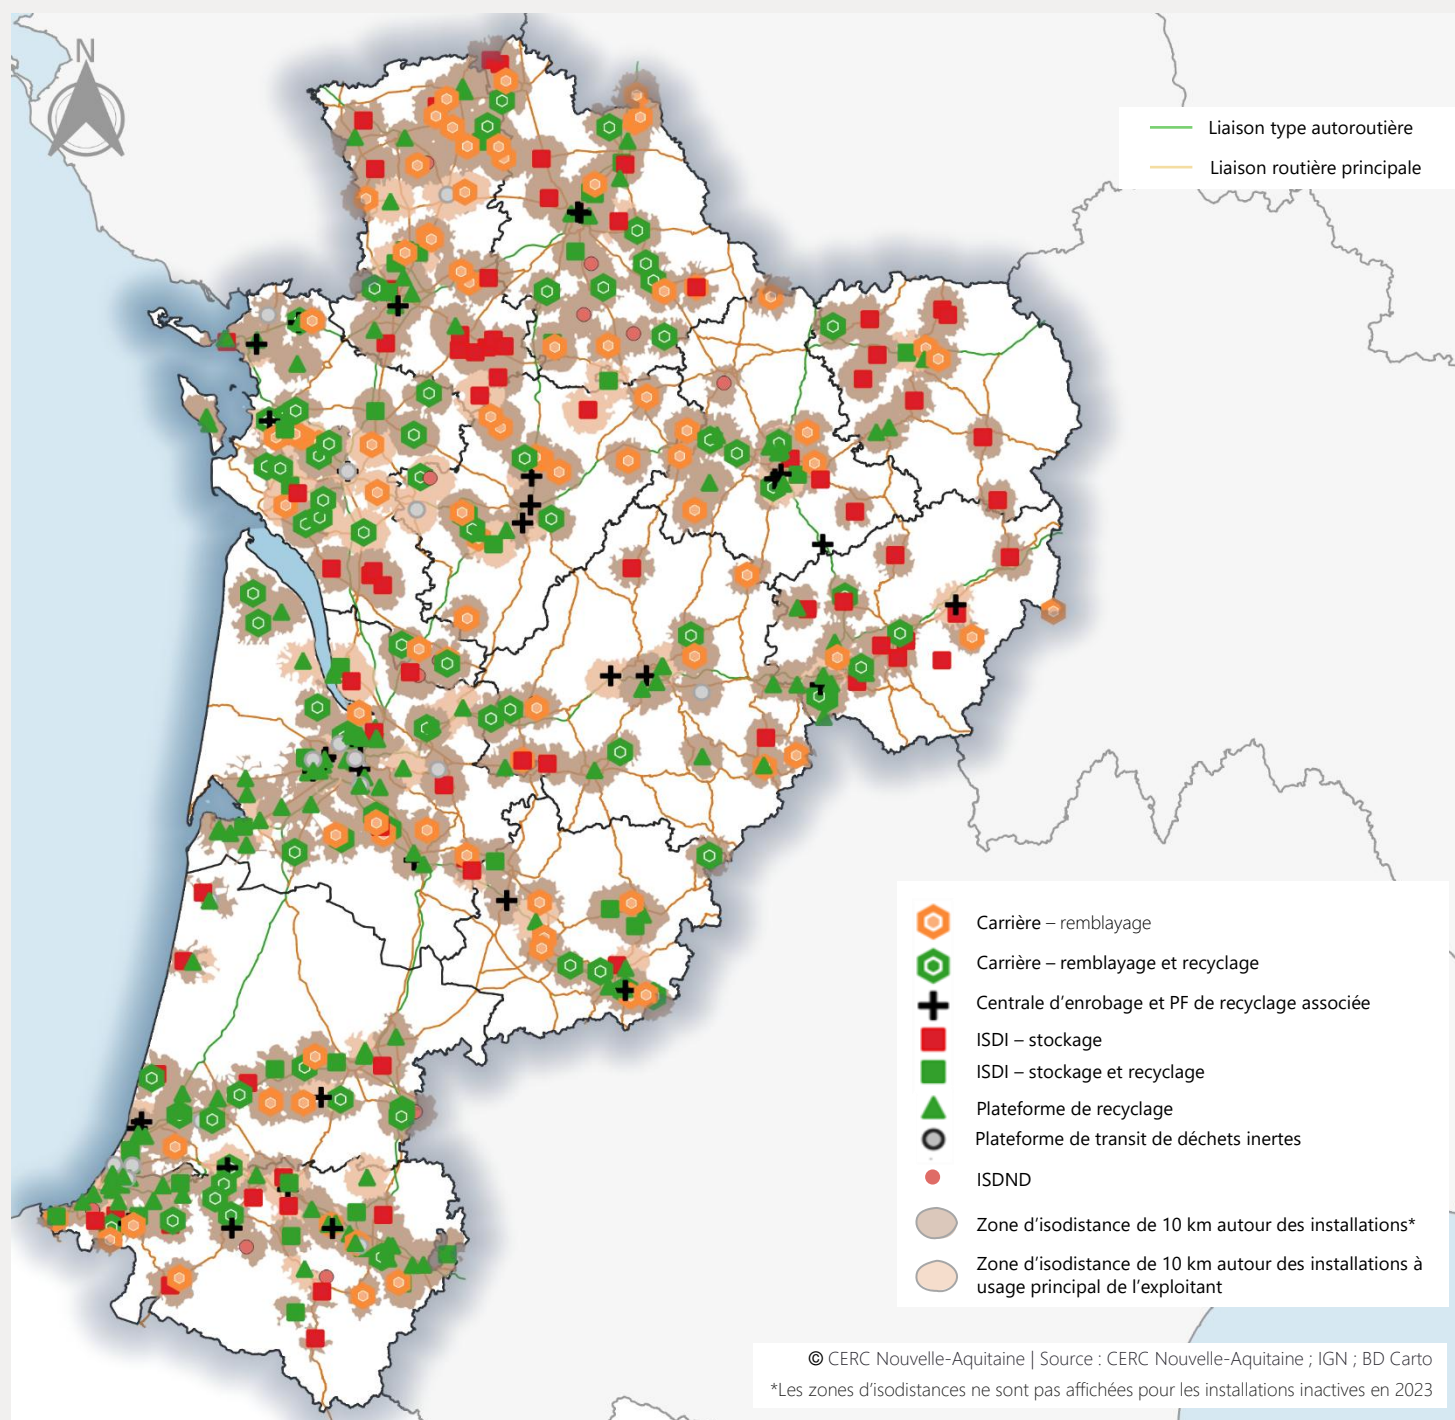 N
Liaison type autoroutière
Liaison routière principale
Carrière – remblayage
Carrière – remblayage et recyclage
Centrale d'enrobage et PF de recyclage associée
ISDI – stockage
ISDI – stockage et recyclage
Plateforme de recyclage
Plateforme de transit de déchets inertes
ISDND
Zone d'isodistance de 10 km autour des installations*
Zone d'isodistance de 10 km autour des installations à
usage principal de l'exploitant
© CERC Nouvelle-Aquitaine | Source : CERC Nouvelle-Aquitaine ; IGN ; BD Carto
*Les zones d'isodistances ne sont pas affichées pour les installations inactives en 2023